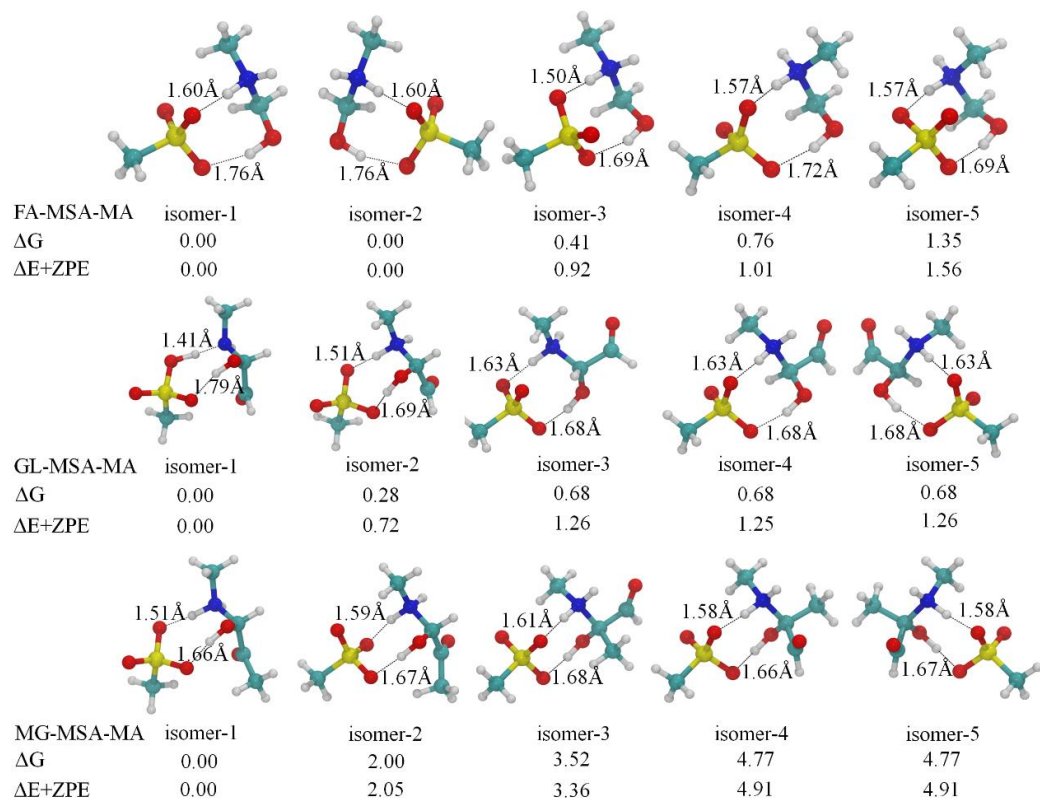 1.60Å 1.60Å 1.50Å 1.57Å 1.57Å
1.76Å 1.76Å 1.69Å 1.72Å 1.69Å
FA-MSA-MA isomer-1 isomer-2 isomer-3 isomer-4 isomer-5
ΔG 0.00 0.00 0.41 0.76 1.35
ΔE+ZPE 0.00 0.00 0.92 1.01 1.56
1.41Å 1.51Å 1.63Å 1.63Å 1.63Å
1.79Å 1.69Å 1.68Å 1.68Å 1.68Å
GL-MSA-MA isomer-1 isomer-2 isomer-3 isomer-4 isomer-5
ΔG 0.00 0.28 0.68 0.68 0.68
ΔE+ZPE 0.00 0.72 1.26 1.25 1.26
1.51Å 1.59Å 1.61Å 1.58Å 1.58Å
1.66Å 1.67Å 1.68Å 1.66Å 1.67Å
MG-MSA-MA isomer-1 isomer-2 isomer-3 isomer-4 isomer-5
ΔG 0.00 2.00 3.52 4.77 4.77
ΔE+ZPE 0.00 2.05 3.36 4.91 4.91